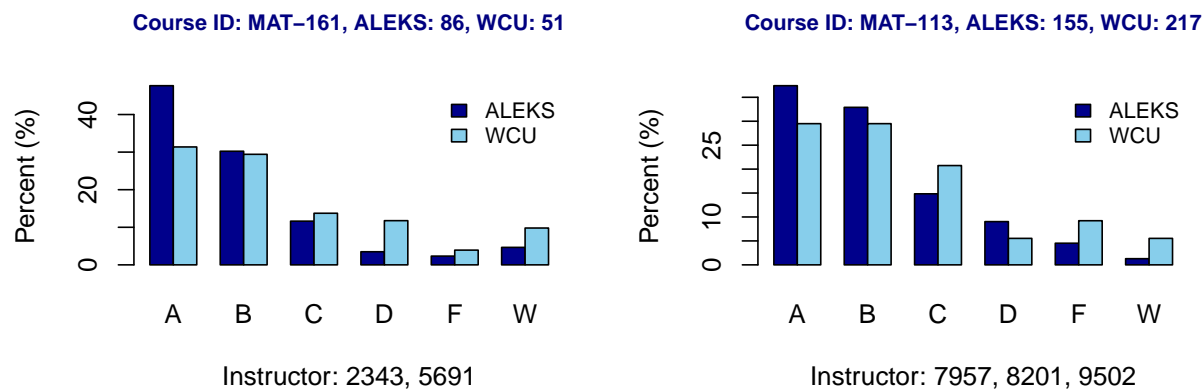 Course ID: MAT−161, ALEKS: 86, WCU: 51
Percent (%)
40
20
0
ALEKS
WCU
A B C D F W
Instructor: 2343, 5691
Course ID: MAT−113, ALEKS: 155, WCU: 217
Percent (%)
25
10
0
ALEKS
WCU
A B C D F W
Instructor: 7957, 8201, 9502